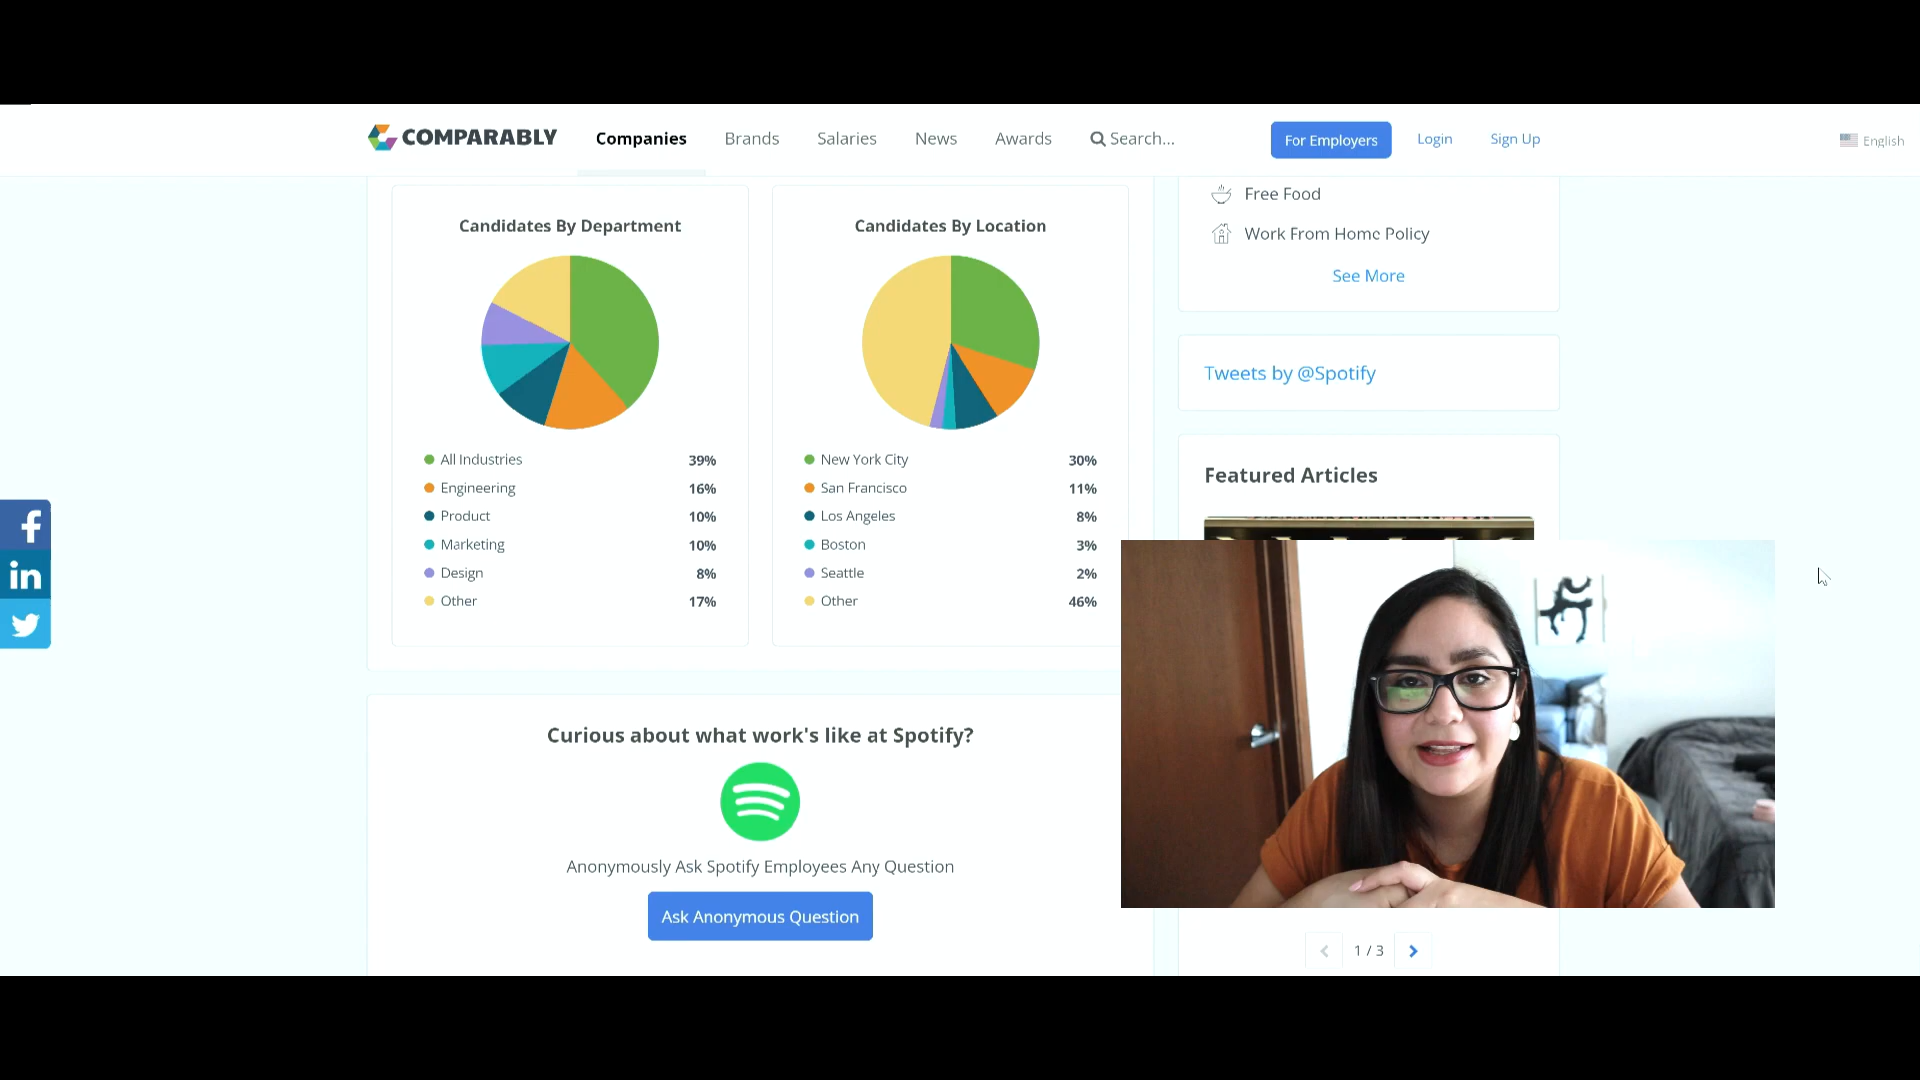 COMPARABLY
Companies
Brands
Salaries
News
Awards
Search...
For Employers
Login
Sign Up
English
Candidates By Department
All Industries 39%
Engineering 16%
Product 10%
Marketing 10%
Design 8%
Other 17%
Candidates By Location
New York City 30%
San Francisco 11%
Los Angeles 8%
Boston 3%
Seattle 2%
Other 46%
Free Food
Work From Home Policy
See More
Tweets by @Spotify
Featured Articles
f
in
Curious about what work's like at Spotify?
Anonymously Ask Spotify Employees Any Question
Ask Anonymous Question
1 / 3